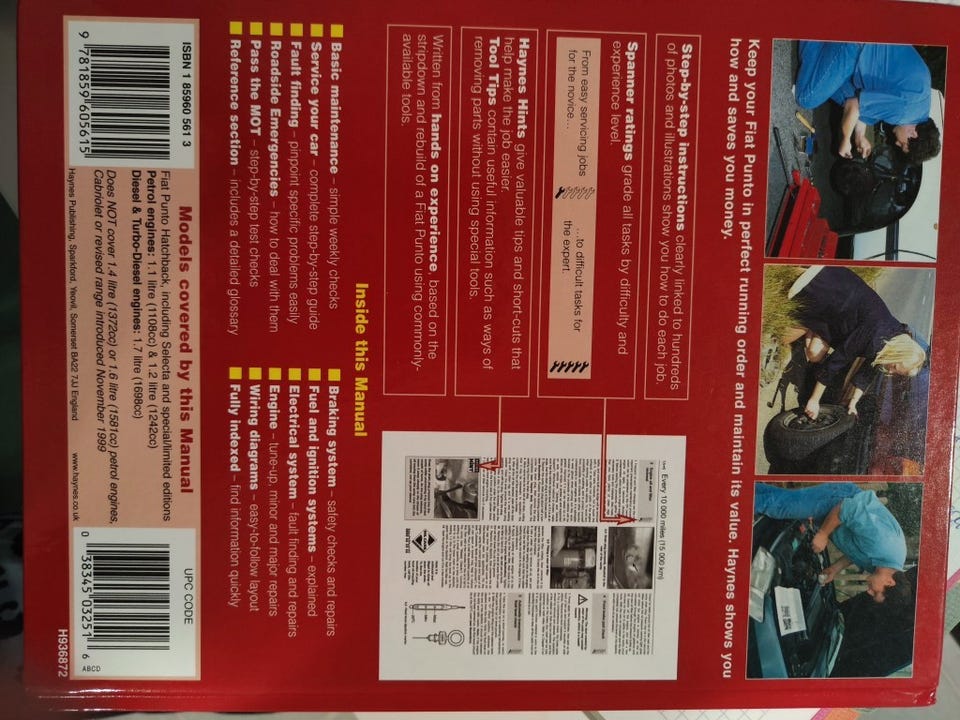 Keep your Fiat Punto in perfect running order and maintain its value. Haynes shows you
how and saves you money.
Step-by-step instructions clearly linked to hundreds
of photos and illustrations show you how to do each job.
Spanner ratings grade all tasks by difficulty and
experience level.
From easy servicing jobs
for the novice...
...to difficult tasks for
the expert.
Haynes Hints give valuable tips and short-cuts that
help make the job easier.
Tool Tips contain useful information such as ways of
removing parts without using special tools.
Written from hands on experience, based on the
stripdown and rebuild of a Fiat Punto using commonly-
available tools.
Every 10 000 miles (15 000 km)
Inside this Manual
Basic maintenance – simple weekly checks
Service your car – complete step-by-step guide
Fault finding – pinpoint specific problems easily
Roadside Emergencies – how to deal with them
Pass the MOT – step-by-step test checks
Reference section – includes a detailed glossary
Braking system – safety checks and repairs
Fuel and ignition systems – explained
Electrical system – fault finding and repairs
Engine – tune-up, minor and major repairs
Wiring diagrams – easy-to-follow layout
Fully indexed – find information quickly
ISBN 1 85960 561 3
9 781859 605615
Models covered by this Manual
Fiat Punto Hatchback, including Selecta and special/limited editions
Petrol engines: 1.1 litre (1108cc) & 1.2 litre (1242cc)
Diesel & Turbo-Diesel engines: 1.7 litre (1698cc)
Does NOT cover 1.4 litre (1372cc) or 1.6 litre (1581cc) petrol engines,
Cabriolet or revised range introduced November 1999
Haynes Publishing, Sparkford, Yeovil, Somerset BA22 7JJ England www.haynes.co.uk
UPC CODE
0 38345 03251 6
ABCD
H936872